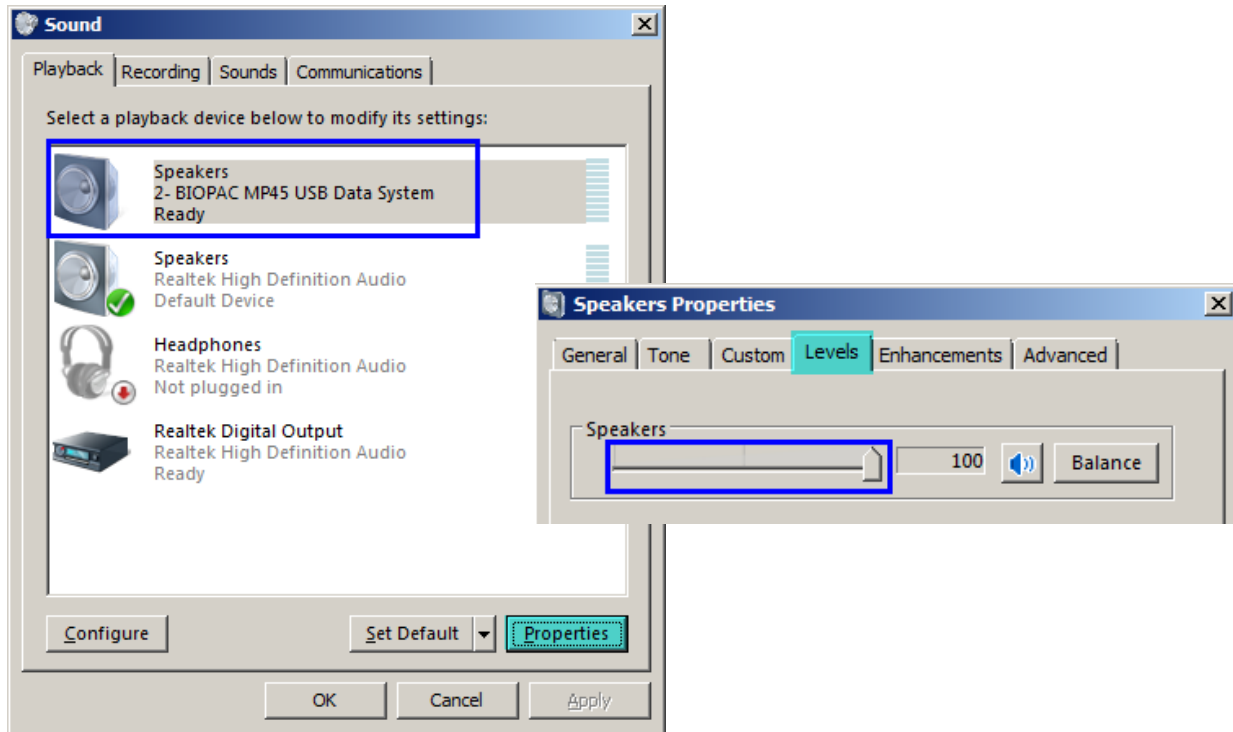 Sound
Playback Recording Sounds Communications
Select a playback device below to modify its settings:
Speakers
2- BIOPAC MP45 USB Data System
Ready
Speakers
Realtek High Definition Audio
Default Device
Headphones
Realtek High Definition Audio
Not plugged in
Realtek Digital Output
Realtek High Definition Audio
Ready
Configure Set Default Properties
OK Cancel Apply
Speakers Properties
General Tone Custom Levels Enhancements Advanced
Speakers
100 Balance